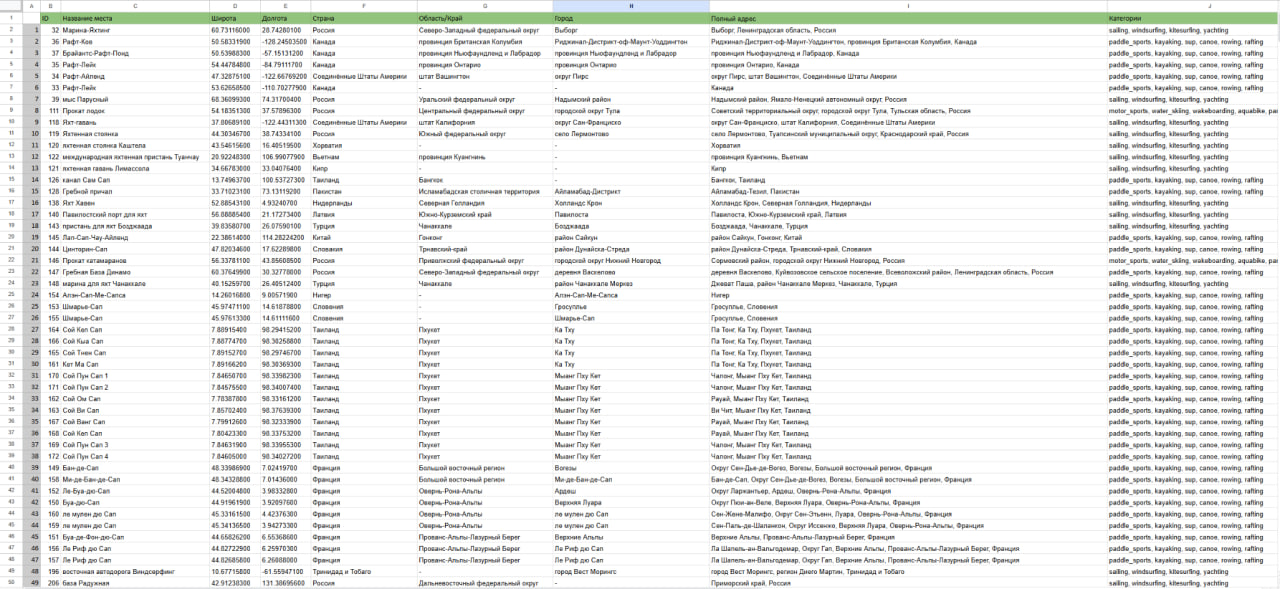 A B C D E F G H I J
1 ID Название места Широта Долгота Страна Область/Край Город Полный адрес Категории
2 1 32 Марина-Яхтинг 60.73116000 28.74280100 Россия Северо-Западный федеральный округ Выборг Выборг, Ленинградская область, Россия sailing, windsurfing, kitesurfing, yachting
3 2 36 Рафт-Ков 50.58331900 -128.24503500 Канада провинция Британская Колумбия Риджинал-Дистрикт-оф-Маунт-Уоддингтон Риджинал-Дистрикт-оф-Маунт-Уоддингтон, провинция Британская Колумбия, Канада paddle_sports, kayaking, sup, canoe, rowing, rafting
4 3 37 Брайантс-Рафт-Понд 50.53988300 -57.15131200 Канада провинция Ньюфаундленд и Лабрадор провинция Ньюфаундленд и Лабрадор провинция Ньюфаундленд и Лабрадор, Канада paddle_sports, kayaking, sup, canoe, rowing, rafting
5 4 35 Рафт-Лейк 54.44784800 -84.79111700 Канада провинция Онтарио провинция Онтарио провинция Онтарио, Канада paddle_sports, kayaking, sup, canoe, rowing, rafting
6 5 34 Рафт-Айленд 47.32875100 -122.66769200 Соединённые Штаты Америки штат Вашингтон округ Пирс округ Пирс, штат Вашингтон, Соединённые Штаты Америки paddle_sports, kayaking, sup, canoe, rowing, rafting
7 6 33 Рафт-Лейк 53.62658500 -110.70277900 Канада - - Канада paddle_sports, kayaking, sup, canoe, rowing, rafting
8 7 39 мыс Парусный 68.36099300 74.31700400 Россия Уральский федеральный округ Надымский район Надымский район, Ямало-Ненецкий автономный округ, Россия sailing, windsurfing, kitesurfing, yachting
9 8 111 Прокат лодок 54.18351300 37.57896300 Россия Центральный федеральный округ городской округ Тула Советский территориальный округ, городской округ Тула, Тульская область, Россия motor_sports, water_skiing, wakeboarding, aquabike,
10 9 118 Яхт-гавань 37.80689100 -122.44311300 Соединённые Штаты Америки штат Калифорния округ Сан-Франциско округ Сан-Франциско, штат Калифорния, Соединённые Штаты Америки sailing, windsurfing, kitesurfing, yachting
11 10 119 Яхтенная стоянка 44.30346700 38.74334100 Россия Южный федеральный округ село Лермонтово село Лермонтово, Туапсинский муниципальный округ, Краснодарский край, Россия sailing, windsurfing, kitesurfing, yachting
12 11 120 яхтенная стоянка Каштела 43.54615600 16.40519500 Хорватия - - Хорватия sailing, windsurfing, kitesurfing, yachting
13 12 122 международная яхтенная пристань Туанчау 20.92248300 106.99077900 Вьетнам провинция Куангнинь - провинция Куангнинь, Вьетнам sailing, windsurfing, kitesurfing, yachting
14 13 121 яхтенная гавань Лимассола 34.66783000 33.04076400 Кипр - - Кипр sailing, windsurfing, kitesurfing, yachting
15 14 126 канал Сам Сап 13.74963700 100.53727300 Таиланд Бангкок - Бангкок, Таиланд paddle_sports, kayaking, sup, canoe, rowing, rafting
16 15 128 Гребной причал 33.71023100 73.13119200 Пакистан Исламабадская столичная территория Айламабад-Дистрикт Айламабад-Техил, Пакистан paddle_sports, kayaking, sup, canoe, rowing, rafting
17 16 138 Яхт Хавен 52.88543100 4.93240700 Нидерланды Северная Голландия Холландс Крон Холландс Крон, Северная Голландия, Нидерланды sailing, windsurfing, kitesurfing, yachting
18 17 140 Павилостский порт для яхт 56.88885400 21.17273400 Латвия Южно-Курземский край Павилоста Павилоста, Южно-Курземский край, Латвия sailing, windsurfing, kitesurfing, yachting
19 18 143 пристань для яхт Бозджаада 39.83580700 26.07590100 Турция Чанаккале Бозджаада Бозджаада, Чанаккале, Турция sailing, windsurfing, kitesurfing, yachting
20 19 145 Лап-Сап-Чау-Айленд 22.38614000 114.28224200 Китай Гонконг район Сайкун район Сайкун, Гонконг, Китай paddle_sports, kayaking, sup, canoe, rowing, rafting
21 20 144 Цинторин-Сап 47.82034600 17.62289800 Словакия Трнавский-край район Дунайска-Стреда район Дунайска-Стреда, Трнавский-край, Словакия paddle_sports, kayaking, sup, canoe, rowing, rafting
22 21 146 Прокат катамаранов 56.33781100 43.85608500 Россия Приволжский федеральный округ городской округ Нижний Новгород Сормовский район, городской округ Нижний Новгород, Россия motor_sports, water_skiing, wakeboarding, aquabike,
23 22 147 Гребная База Динамо 60.37649900 30.32778000 Россия Северо-Западный федеральный округ деревня Васкелово деревня Васкелово, Куйвозовское сельское поселение, Всеволожский район, Ленинградская область, Россия paddle_sports, kayaking, sup, canoe, rowing, rafting
24 23 148 марина для яхт Чанаккале 40.15259700 26.40512400 Турция Чанаккале район Чанаккале Меркез Джеват Паша, район Чанаккале Меркез, Чанаккале, Турция sailing, windsurfing, kitesurfing, yachting
25 24 154 Алэн-Сап-Ме-Сапса 14.26016800 9.00571900 Нигер - Алэн-Сап-Ме-Сапса Нигер paddle_sports, kayaking, sup, canoe, rowing, rafting
26 25 153 Шмарье-Сап 45.97471100 14.61878800 Словения - Гросупле Гросупле, Словения paddle_sports, kayaking, sup, canoe, rowing, rafting
27 26 155 Шмарье-Сап 45.97613300 14.61111600 Словения - Шмарье-Сап Гросупле, Словения paddle_sports, kayaking, sup, canoe, rowing, rafting
28 27 164 Сой Кеп Сап 7.88915400 98.29415200 Таиланд Пхукет Ка Тху Па Тонг, Ка Тху, Пхукет, Таиланд paddle_sports, kayaking, sup, canoe, rowing, rafting
29 28 166 Сой Кыа Сап 7.88774700 98.30258800 Таиланд Пхукет Ка Тху Па Тонг, Ка Тху, Пхукет, Таиланд paddle_sports, kayaking, sup, canoe, rowing, rafting
30 29 165 Сой Тнен Сап 7.89152700 98.29746700 Таиланд Пхукет Ка Тху Па Тонг, Ка Тху, Пхукет, Таиланд paddle_sports, kayaking, sup, canoe, rowing, rafting
31 30 161 Кат Ма Сап 7.89166200 98.30369300 Таиланд Пхукет Ка Тху Па Тонг, Ка Тху, Пхукет, Таиланд paddle_sports, kayaking, sup, canoe, rowing, rafting
32 31 170 Сой Пун Сап 1 7.84650700 98.33982300 Таиланд Пхукет Мыанг Пху Кет Чалонг, Мыанг Пху Кет, Таиланд paddle_sports, kayaking, sup, canoe, rowing, rafting
33 32 171 Сой Пун Сап 2 7.84575500 98.34007400 Таиланд Пхукет Мыанг Пху Кет Чалонг, Мыанг Пху Кет, Таиланд paddle_sports, kayaking, sup, canoe, rowing, rafting
34 33 162 Сой Ом Сап 7.78387800 98.33161200 Таиланд Пхукет Мыанг Пху Кет Рауай, Мыанг Пху Кет, Таиланд paddle_sports, kayaking, sup, canoe, rowing, rafting
35 34 163 Сой Ви Сап 7.85702400 98.37639300 Таиланд Пхукет Мыанг Пху Кет Ви Чит, Мыанг Пху Кет, Таиланд paddle_sports, kayaking, sup, canoe, rowing, rafting
36 35 167 Сой Ванг Сап 7.79912600 98.32333900 Таиланд Пхукет Мыанг Пху Кет Рауай, Мыанг Пху Кет, Таиланд paddle_sports, kayaking, sup, canoe, rowing, rafting
37 36 168 Сой Кеп Сап 7.80423300 98.33753200 Таиланд Пхукет Мыанг Пху Кет Рауай, Мыанг Пху Кет, Таиланд paddle_sports, kayaking, sup, canoe, rowing, rafting
38 37 169 Сой Пун Сап 3 7.84631900 98.33955300 Таиланд Пхукет Мыанг Пху Кет Чалонг, Мыанг Пху Кет, Таиланд paddle_sports, kayaking, sup, canoe, rowing, rafting
39 38 172 Сой Пун Сап 4 7.84605000 98.34027200 Таиланд Пхукет Мыанг Пху Кет Чалонг, Мыанг Пху Кет, Таиланд paddle_sports, kayaking, sup, canoe, rowing, rafting
40 39 149 Бан-де-Сап 48.33986900 7.02419700 Франция Большой восточный регион Вогезы Округ Сен-Дье-де-Вогез, Вогезы, Большой восточный регион, Франция paddle_sports, kayaking, sup, canoe, rowing, rafting
41 40 158 Ми-де-Бан-де-Сап 48.34328800 7.01436000 Франция Большой восточный регион Ми-де-Бан-де-Сап Бан-де-Сап, Округ Сен-Дье-де-Вогез, Вогезы, Большой восточный регион, Франция paddle_sports, kayaking, sup, canoe, rowing, rafting
42 41 152 Ле-Буа-дю-Сап 44.52004800 3.98332800 Франция Овернь-Рона-Альпы Ардеш Округ Ларжантьер, Ардеш, Овернь-Рона-Альпы, Франция paddle_sports, kayaking, sup, canoe, rowing, rafting
43 42 150 Буа-дю-Сап 44.91961900 3.92097600 Франция Овернь-Рона-Альпы Верхняя Луара Округ Пюи-ан-Веле, Верхняя Луара, Овернь-Рона-Альпы, Франция paddle_sports, kayaking, sup, canoe, rowing, rafting
44 43 160 ле мулен дю Сап 45.33161500 4.42376300 Франция Овернь-Рона-Альпы ле мулен дю Сап Сен-Жене-Малифо, Округ Сен-Этьенн, Луара, Овернь-Рона-Альпы, Франция paddle_sports, kayaking, sup, canoe, rowing, rafting
45 44 159 ле мулен дю Сап 45.34136500 3.94273300 Франция Овернь-Рона-Альпы ле мулен дю Сап Сен-Паль-де-Шаланкон, Округ Иссенжо, Верхняя Луара, Овернь-Рона-Альпы, Франция paddle_sports, kayaking, sup, canoe, rowing, rafting
46 45 151 Буа-де-Фон-дю-Сап 44.66826200 6.55368600 Франция Прованс-Альпы-Лазурный Берег Верхние Альпы Верхние Альпы, Прованс-Альпы-Лазурный Берег, Франция paddle_sports, kayaking, sup, canoe, rowing, rafting
47 46 156 Ле Риф дю Сап 44.82722900 6.25970300 Франция Прованс-Альпы-Лазурный Берег Ле Риф дю Сап Ла Шапель-ан-Вальгодемар, Округ Гап, Верхние Альпы, Прованс-Альпы-Лазурный Берег, Франция paddle_sports, kayaking, sup, canoe, rowing, rafting
48 47 157 Ле Риф дю Сап 44.82685800 6.26088000 Франция Прованс-Альпы-Лазурный Берег Ле Риф дю Сап Ла Шапель-ан-Вальгодемар, Округ Гап, Верхние Альпы, Прованс-Альпы-Лазурный Берег, Франция paddle_sports, kayaking, sup, canoe, rowing, rafting
49 48 196 восточная автодорога Виндсерфинг 10.67715800 -61.55947100 Тринидад и Тобаго - город Вест Морингс город Вест Морингс, регион Диего Мартин, Тринидад и Тобаго sailing, windsurfing, kitesurfing, yachting
50 49 206 база Радужная 42.91238300 131.38695600 Россия Дальневосточный федеральный округ - Приморский край, Россия sailing, windsurfing, kitesurfing, yachting